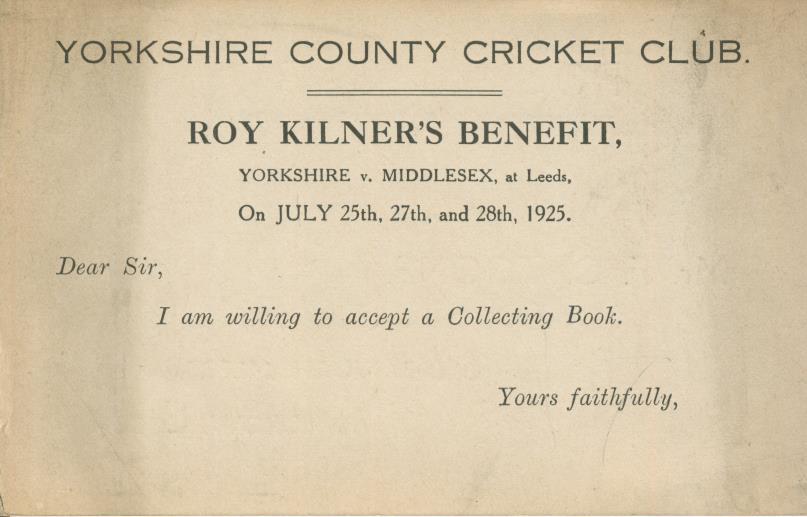 YORKSHIRE COUNTY CRICKET CLUB.
ROY KILNER'S BENEFIT,
YORKSHIRE v. MIDDLESEX, at Leeds,
On JULY 25th, 27th, and 28th, 1925.
Dear Sir,
I am willing to accept a Collecting Book.
Yours faithfully,